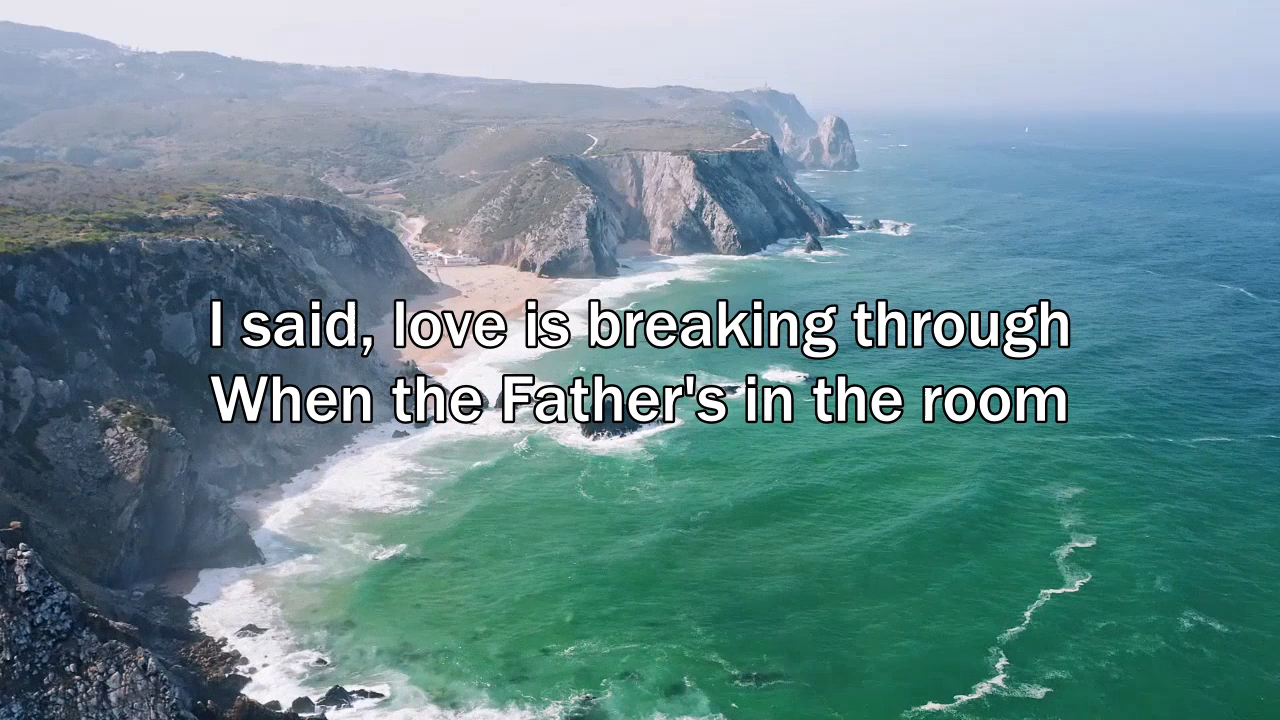 I said, love is breaking through
When the Father's in the room